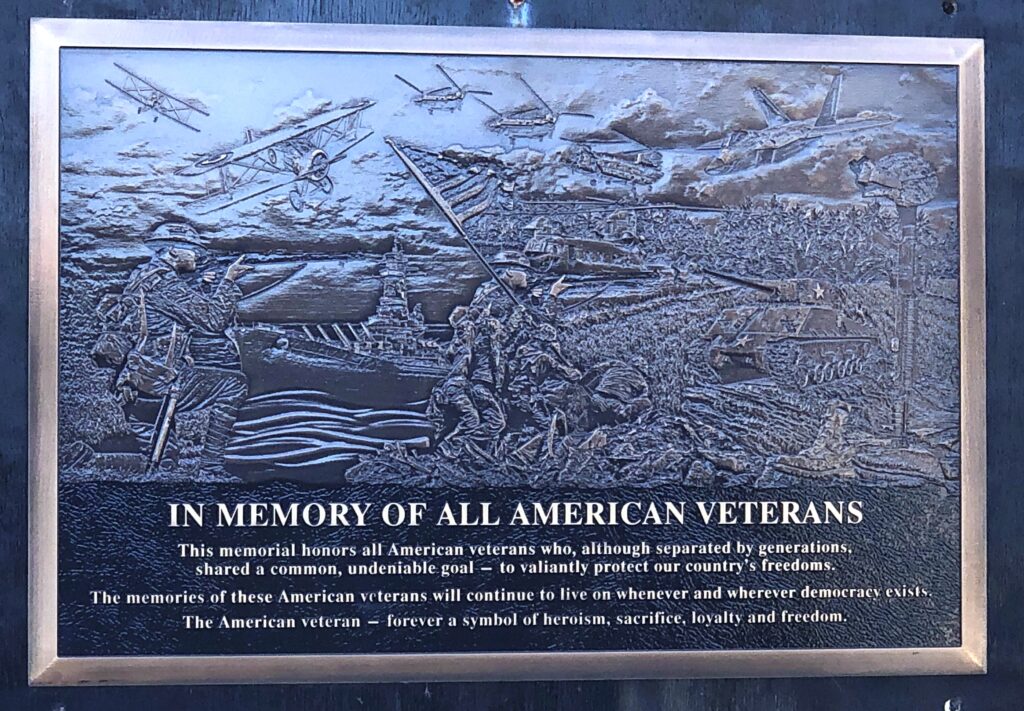 IN MEMORY OF ALL AMERICAN VETERANS
This memorial honors all American veterans who, although separated by generations,
shared a common, undeniable goal – to valiantly protect our country's freedoms.
The memories of these American veterans will continue to live on whenever and wherever democracy exists.
The American veteran – forever a symbol of heroism, sacrifice, loyalty and freedom.